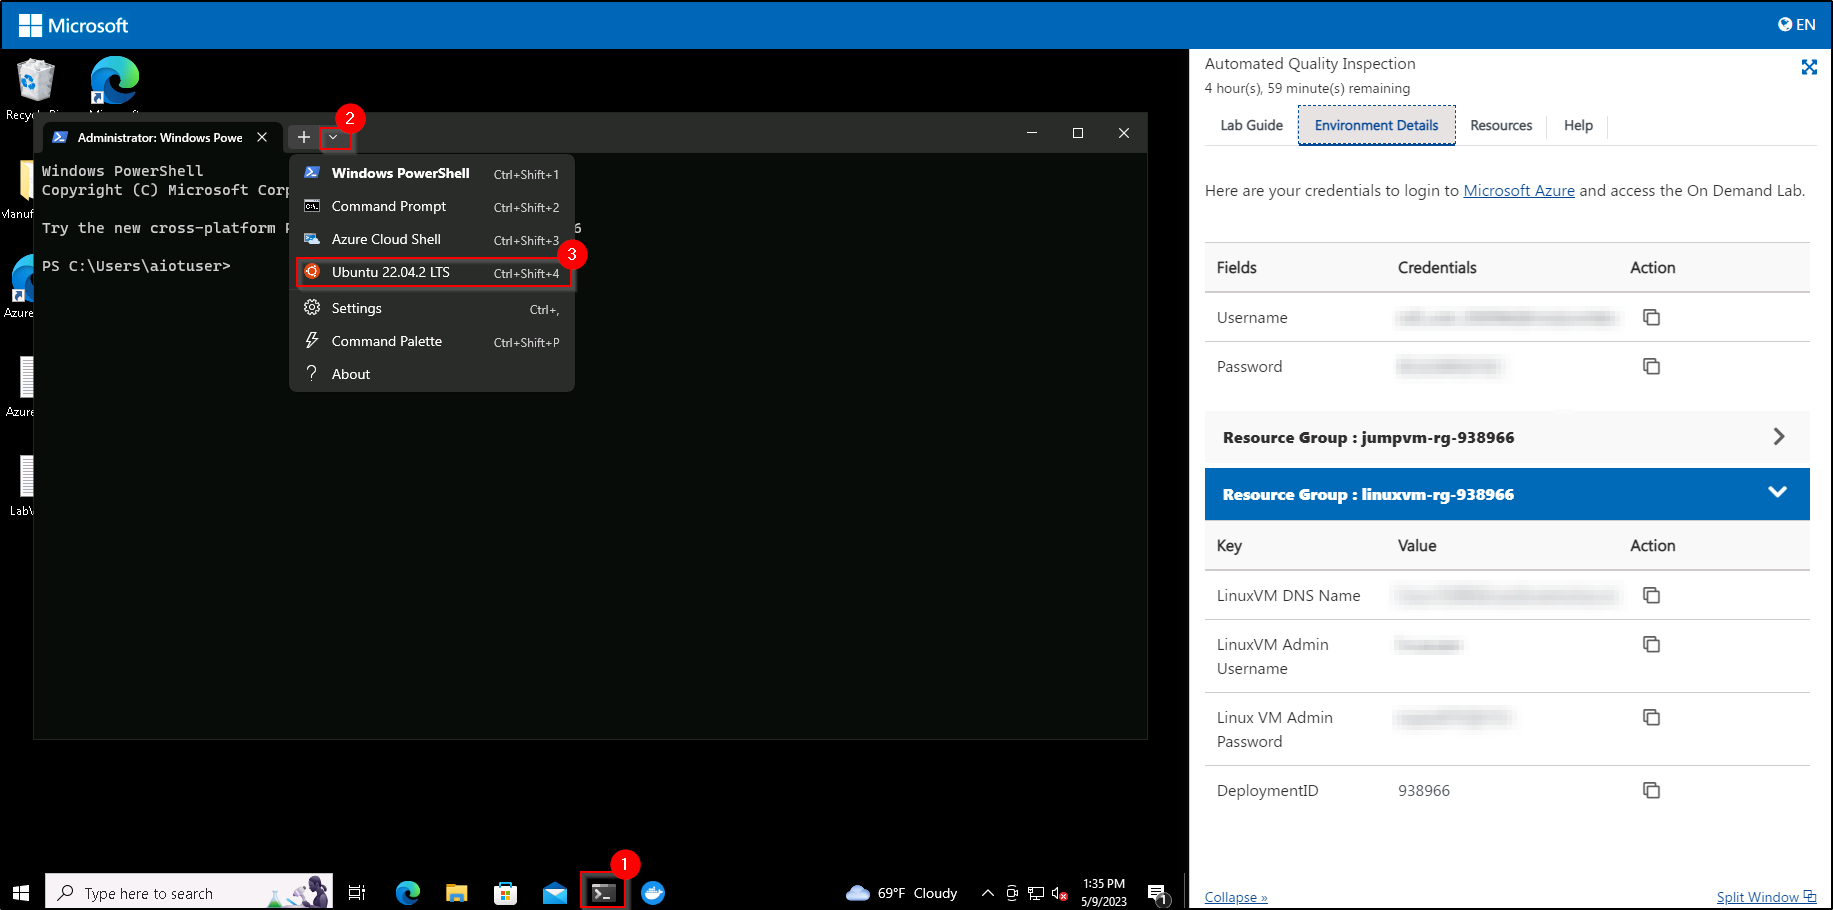 Microsoft
EN
Administrator: Windows Powe
2
Windows PowerShell
Copyright (C) Microsoft Corp
Try the new cross-platform P
6
PS C:\Users\aiotuser>
Windows PowerShell Ctrl+Shift+1
Command Prompt Ctrl+Shift+2
Azure Cloud Shell Ctrl+Shift+3
3
Ubuntu 22.04.2 LTS Ctrl+Shift+4
Settings Ctrl+,
Command Palette Ctrl+Shift+P
? About
Manuf
Azure
Azure
LabV
Automated Quality Inspection
4 hour(s), 59 minute(s) remaining
Lab Guide Environment Details Resources Help
Here are your credentials to login to Microsoft Azure and access the On Demand Lab.
Fields Credentials Action
Username
Password
Resource Group : jumpvm-rg-938966
Resource Group : linuxvm-rg-938966
Key Value Action
LinuxVM DNS Name
LinuxVM Admin
Username
Linux VM Admin
Password
DeploymentID 938966
Collapse »
Split Window
1
Type here to search
69°F Cloudy
1:35 PM
5/9/2023
1